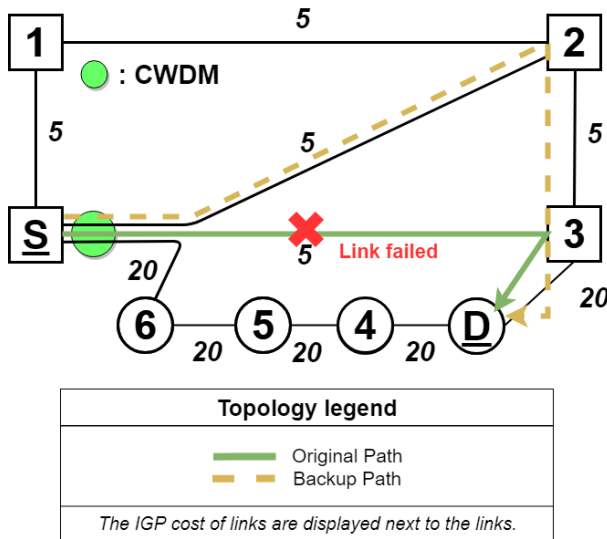 5
1
2
: CWDM
5
5
5
S
3
5
Link failed
20
20
6
5
4
D
20
20
20
Topology legend
Original Path
Backup Path
The IGP cost of links are displayed next to the links.